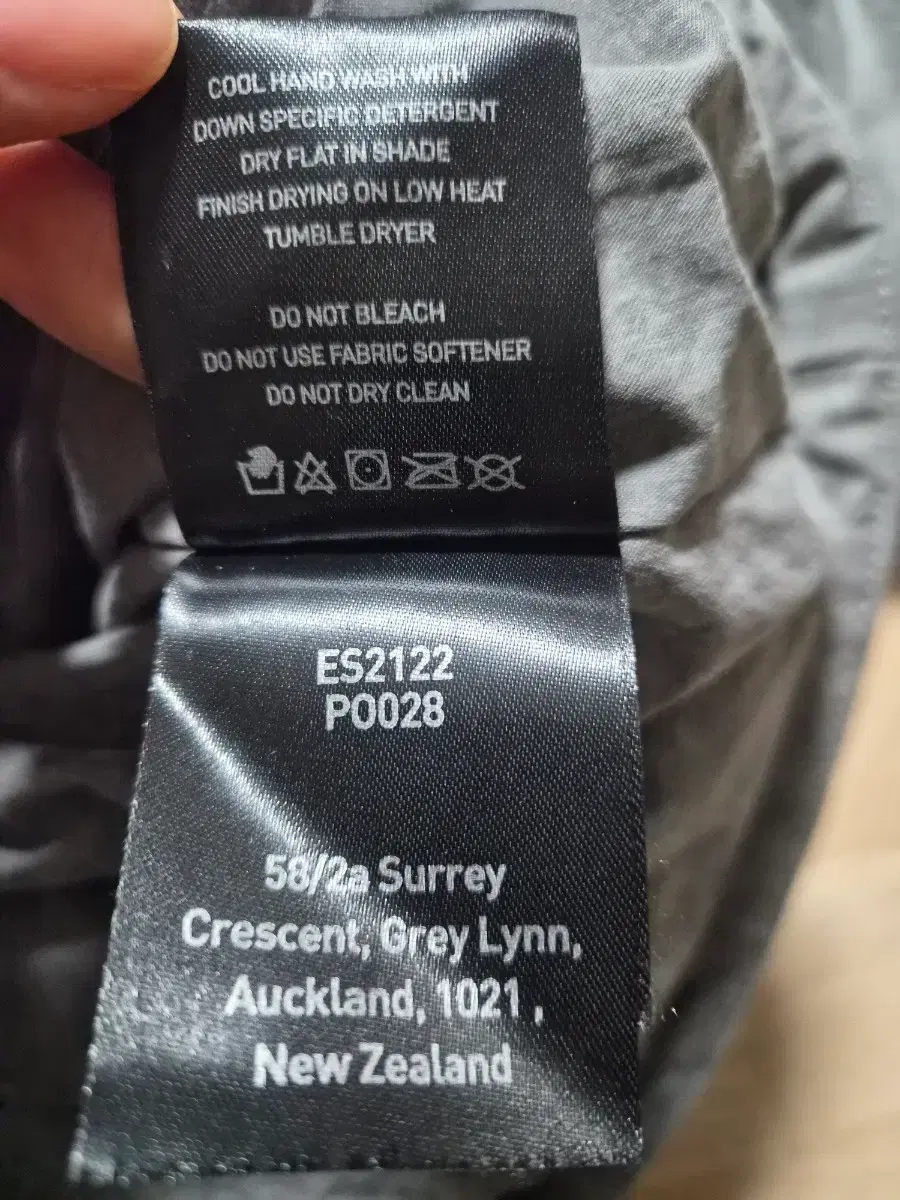 COOL HAND WASH WITH
DOWN SPECIFIC DETERGENT
DRY FLAT IN SHADE
FINISH DRYING ON LOW HEAT
TUMBLE DRYER
DO NOT BLEACH
DO NOT USE FABRIC SOFTENER
DO NOT DRY CLEAN
ES2122
PO028
58/2a Surrey
Crescent, Grey Lynn,
Auckland, 1021 ,
New Zealand